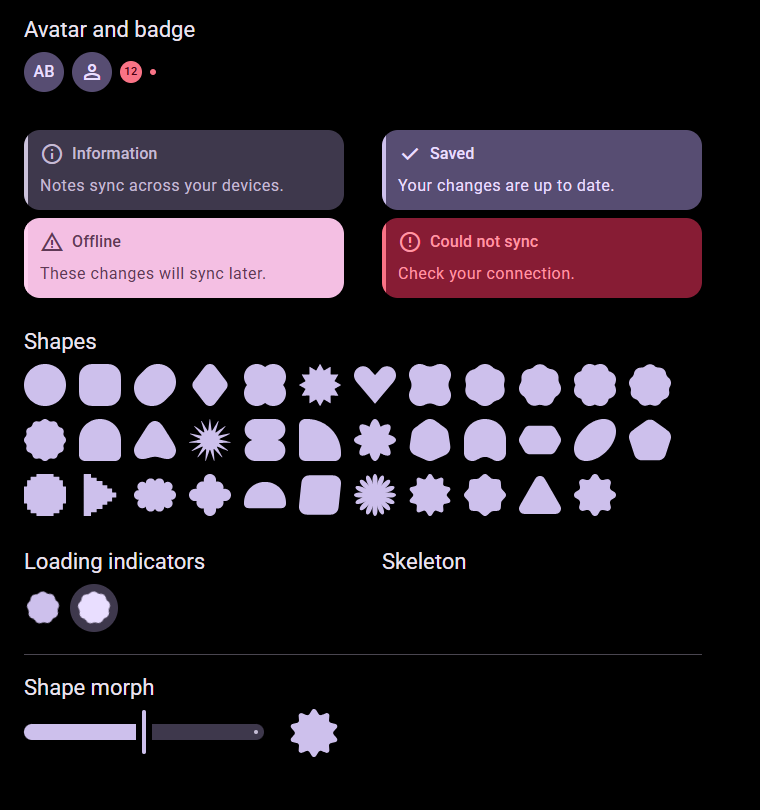 Avatar and badge
AB
12
Information
Notes sync across your devices.
Saved
Your changes are up to date.
Offline
These changes will sync later.
Could not sync
Check your connection.
Shapes
Loading indicators
Skeleton
Shape morph